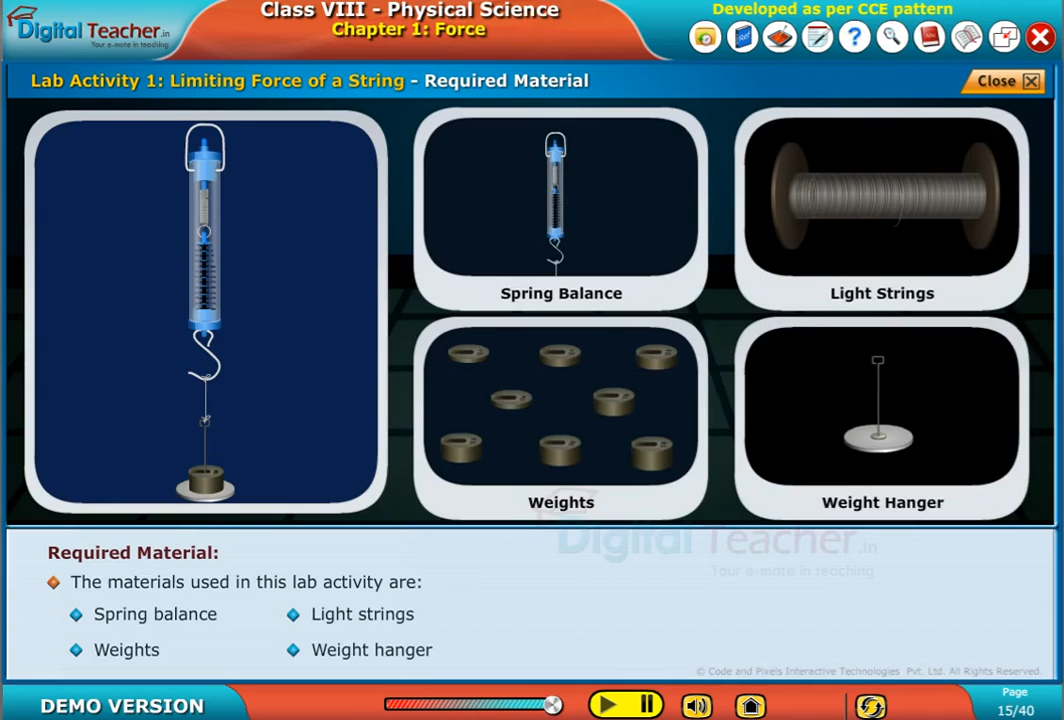 Digital Teacher.in
Your e-mate in teaching
Class VIII - Physical Science
Chapter 1: Force
Developed as per CCE pattern
Ref
?
Lab Activity 1: Limiting Force of a String - Required Material
Close
Spring Balance
Light Strings
Weights
Weight Hanger
Digital Teacher.in
Your e-mate in teaching
Required Material:
The materials used in this lab activity are:
Spring balance
Light strings
Weights
Weight hanger
© Code and Pixels Interactive Technologies Pvt. Ltd. All Rights Reserved.
DEMO VERSION
Page
15/40